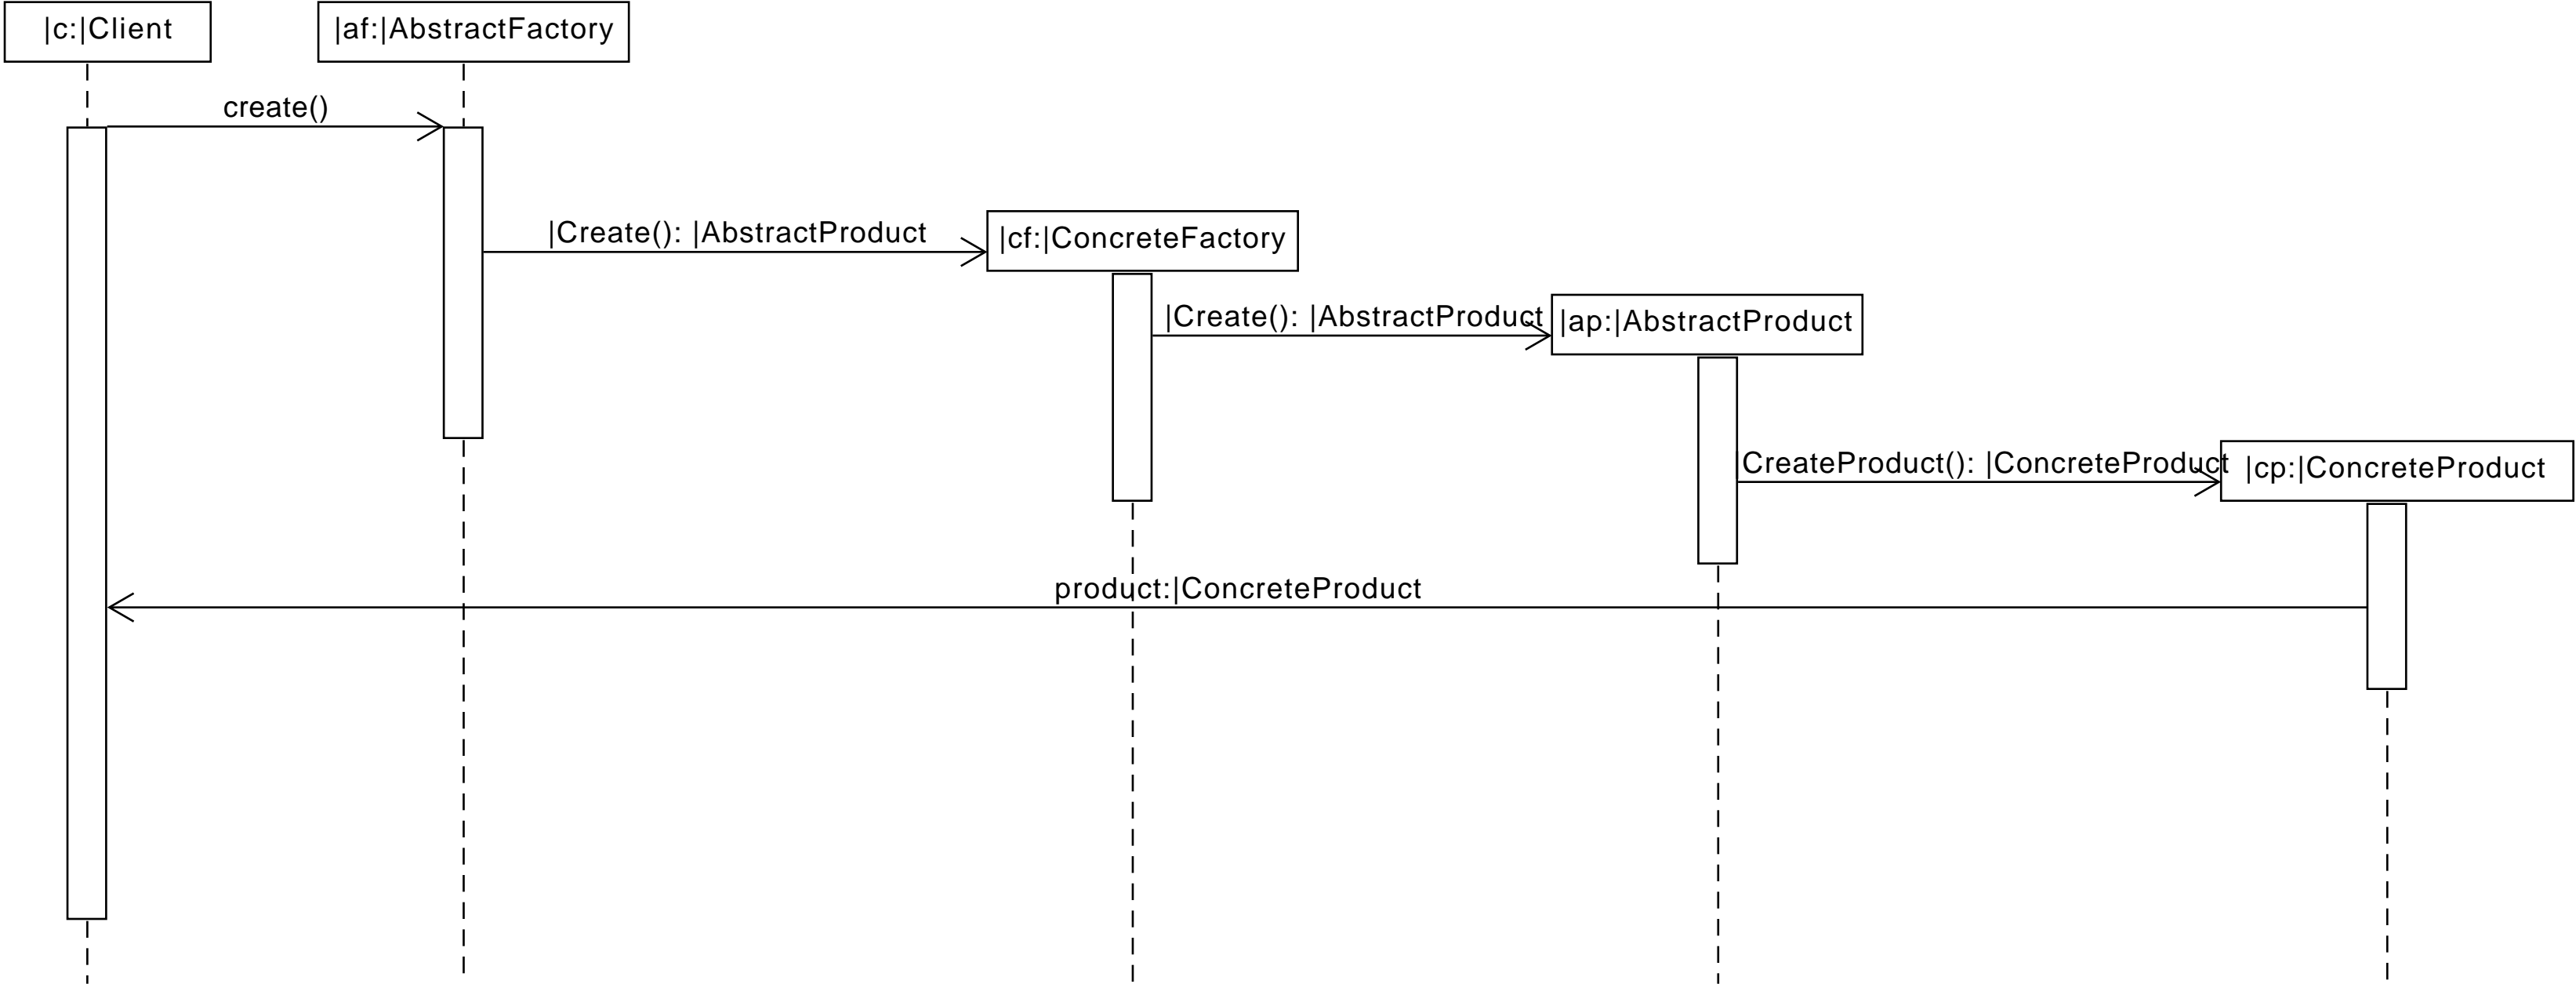 |c:|Client
|af:|AbstractFactory
create()
|Create(): |AbstractProduct
|cf:|ConcreteFactory
|Create(): |AbstractProduct
|ap:|AbstractProduct
|CreateProduct(): |ConcreteProduct
|cp:|ConcreteProduct
product:|ConcreteProduct